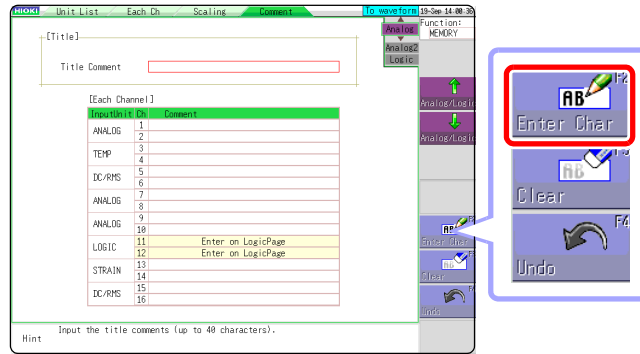 HIOKI Unit List Each Ch Scaling Comment To waveform 19-Sep 14:00:36
Function:
MEMORY
Analog
Analog2
Logic
[Title]
Title Comment
[Each Channel]
InputUnit Ch Comment
ANALOG 1
2
TEMP 3
4
DC/RMS 5
6
ANALOG 7
8
ANALOG 9
10
LOGIC 11 Enter on LogicPage
12 Enter on LogicPage
STRAIN 13
14
DC/RMS 15
16
Analog/Logic
Analog/Logic
AB
Enter Char
AB
Clear
F4
Undo
Input the title comments (up to 40 characters).
Hint
F2
AB
Enter Char
F3
AB
Clear
F4
Undo